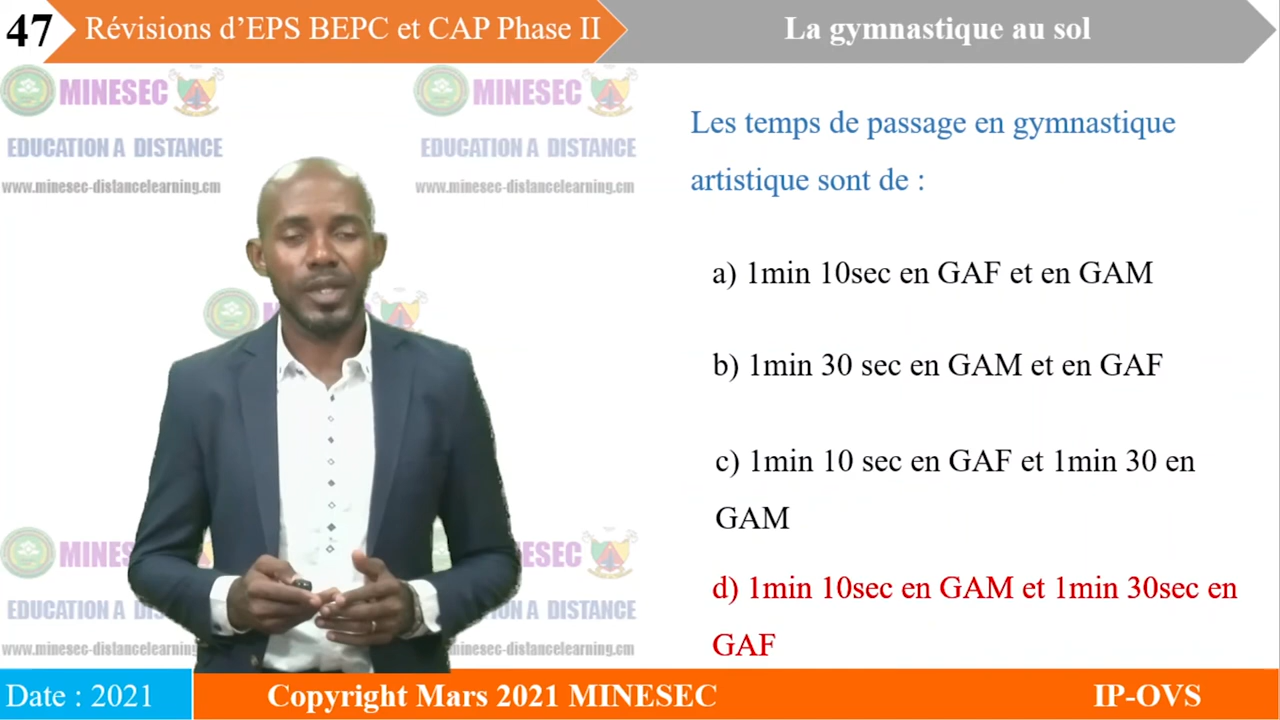 47
Révisions d’EPS BEPC et CAP Phase II
La gymnastique au sol
MINESEC
MINESEC
EDUCATION A DISTANCE
EDUCATION A DISTANCE
www.minesec-distancelearning.cm
www.minesec-distancelearning.cm
Les temps de passage en gymnastique
artistique sont de :
a) 1min 10sec en GAF et en GAM
b) 1min 30 sec en GAM et en GAF
c) 1min 10 sec en GAF et 1min 30 en
GAM
d) 1min 10sec en GAM et 1min 30sec en
GAF
EDUCATION A
DISTANCE
Date : 2021
Copyright Mars 2021 MINESEC
IP-OVS